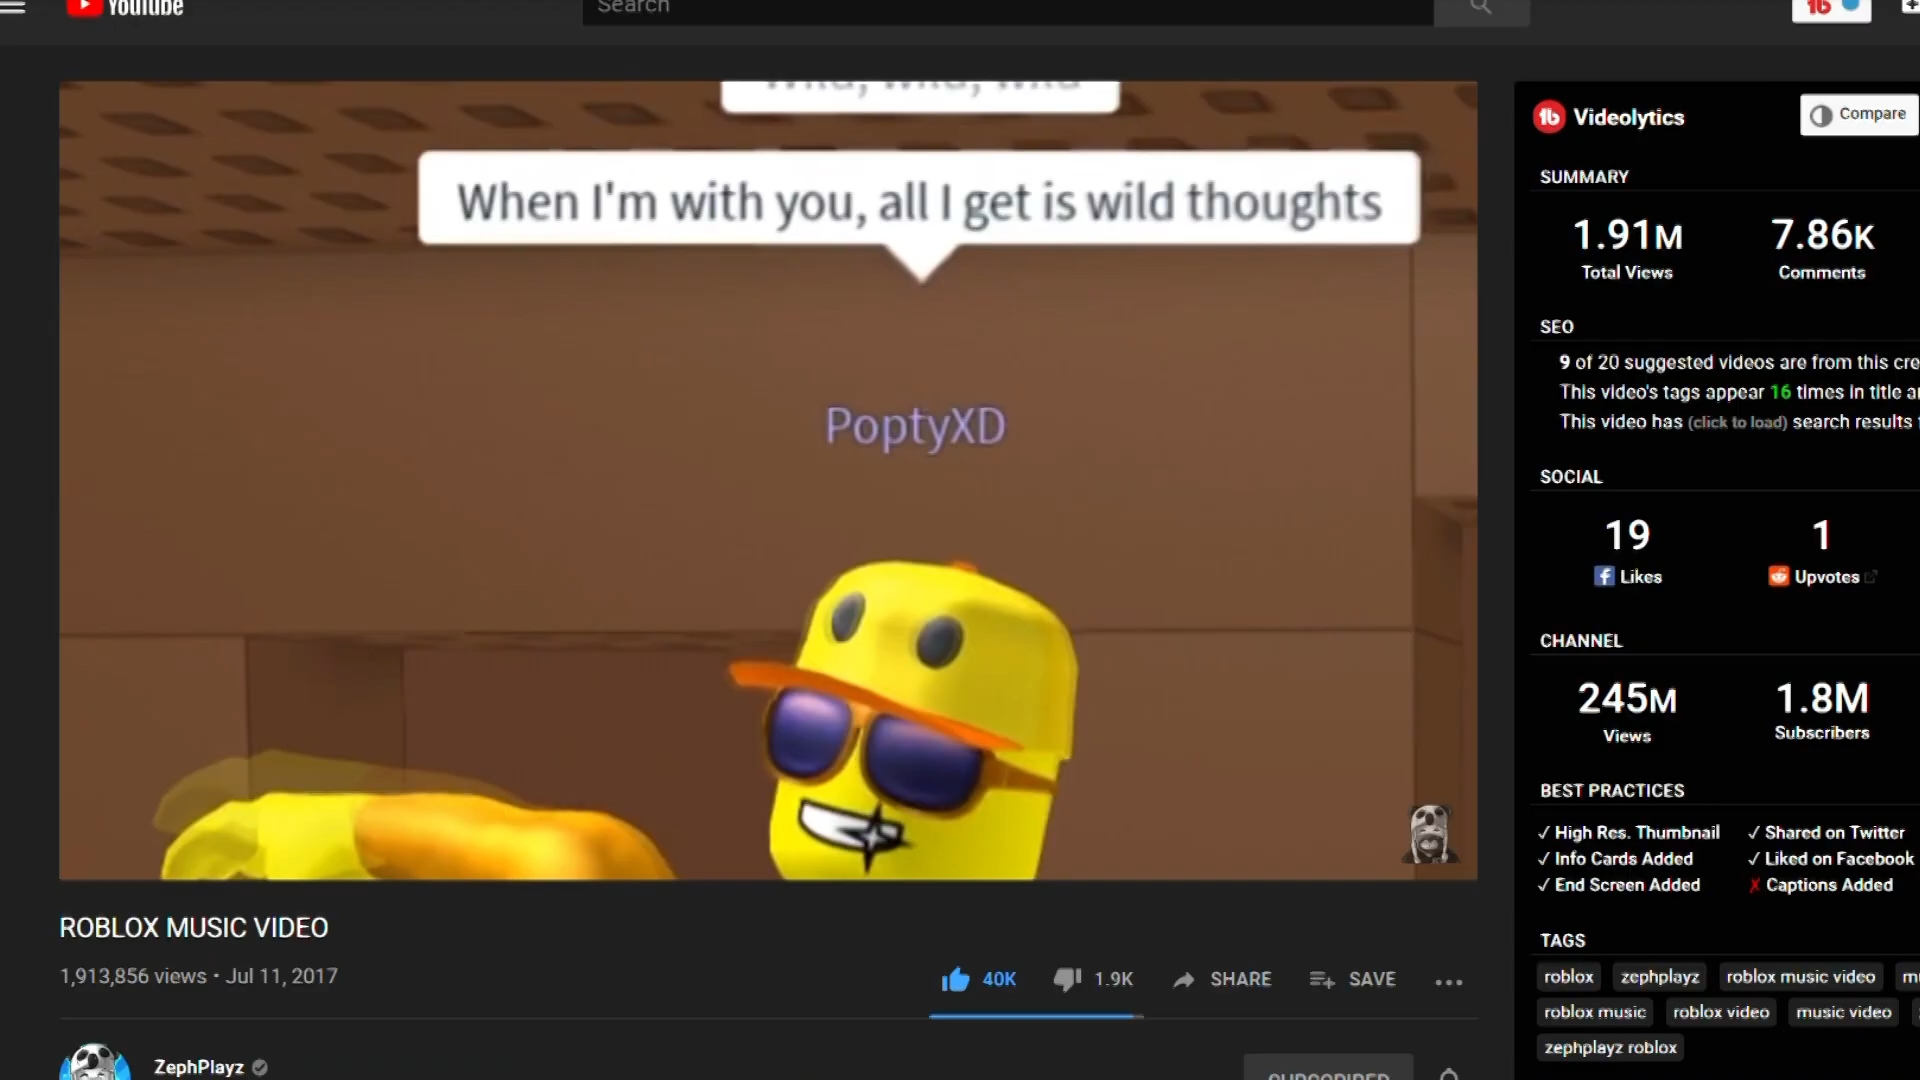 YouTube
Search
Wild, wild, wild
When I'm with you, all I get is wild thoughts
PoptyXD
ROBLOX MUSIC VIDEO
1,913,856 views • Jul 11, 2017
40K
1.9K
SHARE
SAVE
ZephPlayz
SUBSCRIBED
Videolytics
Compare
SUMMARY
1.91M
7.86K
Total Views
Comments
SEO
9 of 20 suggested videos are from this cre
This video's tags appear 16 times in title a
This video has (click to load) search results
SOCIAL
19
1
Likes
Upvotes
CHANNEL
245M
1.8M
Views
Subscribers
BEST PRACTICES
✓ High Res. Thumbnail ✓ Shared on Twitter
✓ Info Cards Added ✓ Liked on Facebook
✓ End Screen Added ✗ Captions Added
TAGS
roblox zephplayz roblox music video
roblox music roblox video music video
zephplayz roblox